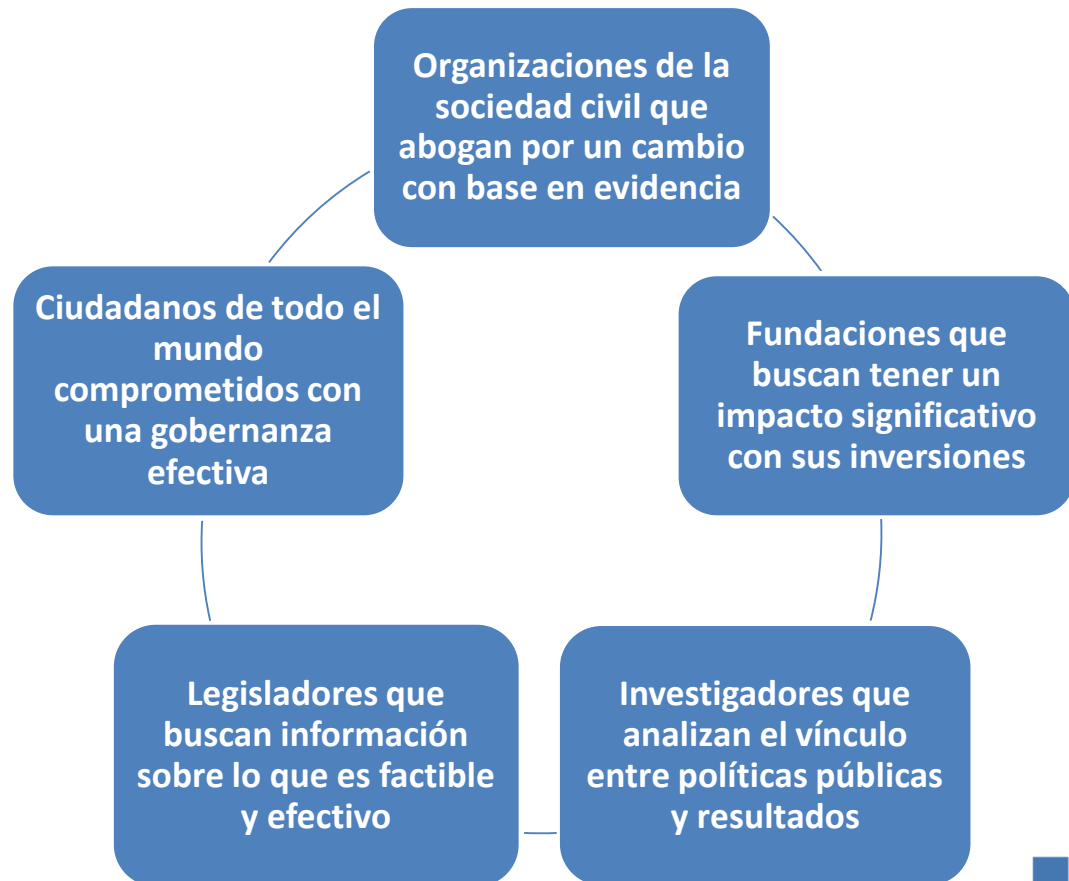 Organizaciones de la
sociedad civil que
abogan por un cambio
con base en evidencia
Ciudadanos de todo el
mundo
comprometidos con
una gobernanza
efectiva
Fundaciones que
buscan tener un
impacto significativo
con sus inversiones
Legisladores que
buscan información
sobre lo que es factible
y efectivo
Investigadores que
analizan el vínculo
entre políticas públicas
y resultados